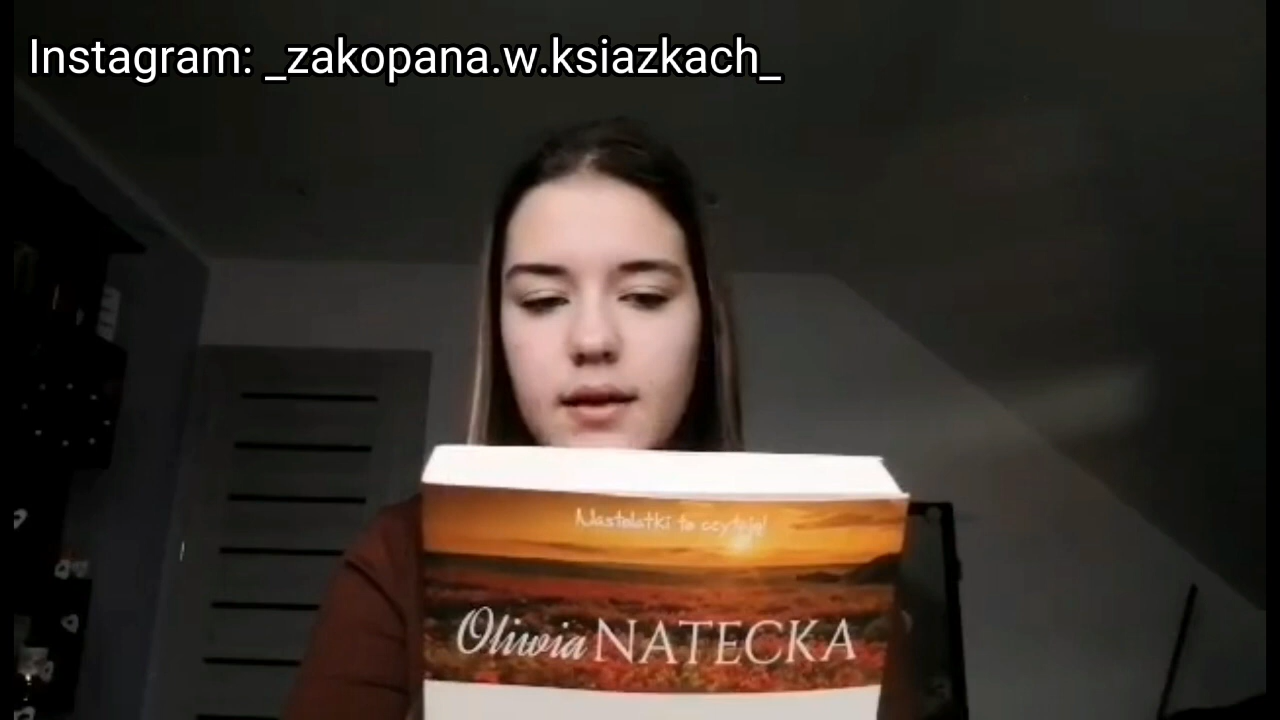 Instagram: _zakopana.w.ksiazkach_
Nastolatki to czytają!
Oliwia NATECKA